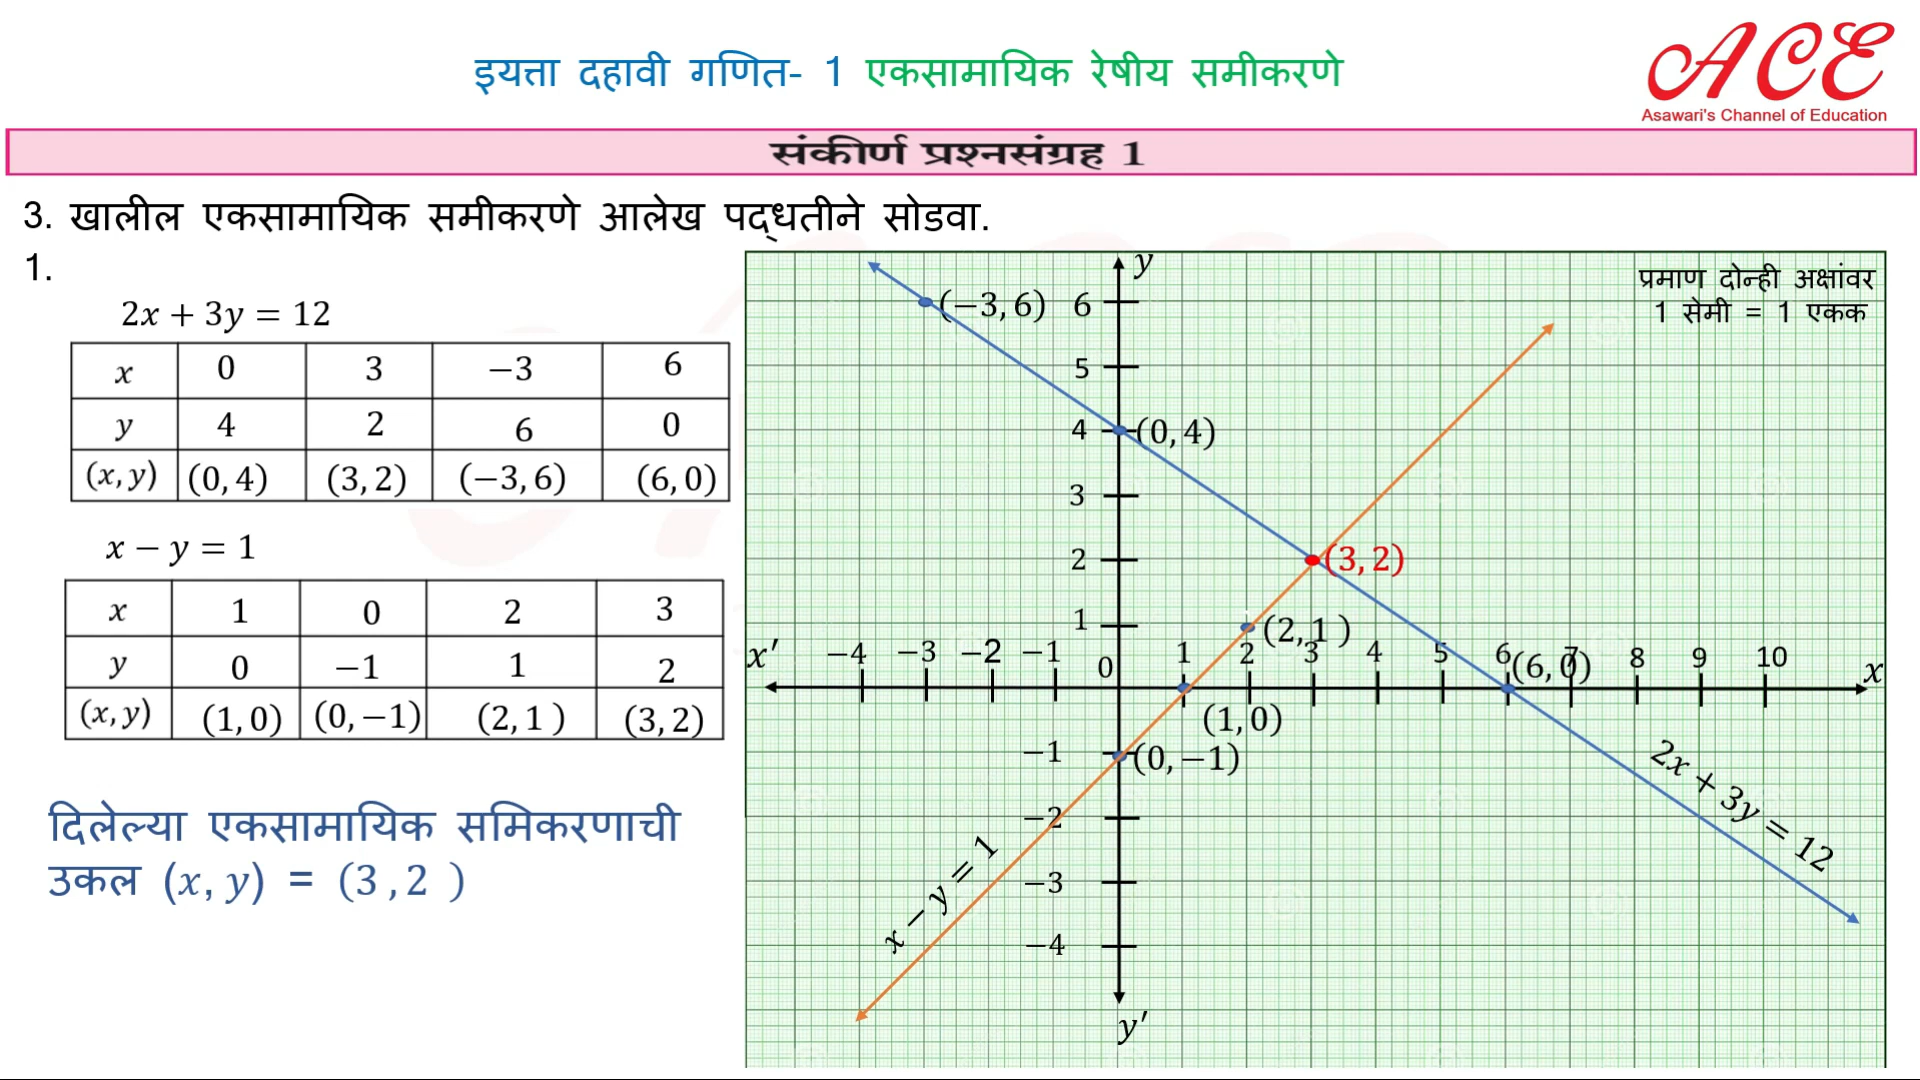 इयत्ता दहावी गणित- 1 एकसामायिक रेषीय समीकरणे
ACE
Asawari's Channel of Education
संकीर्ण प्रश्नसंग्रह 1
3. खालील एकसामायिक समीकरणे आलेख पद्धतीने सोडवा.
1.
2x + 3y = 12
x 0 3 −3 6
y 4 2 6 0
(x, y) (0, 4) (3, 2) (−3, 6) (6, 0)
x − y = 1
x 1 0 2 3
y 0 −1 1 2
(x, y) (1, 0) (0, −1) (2, 1 ) (3, 2)
दिलेल्या एकसामायिक समिकरणाची
उकल (x, y) = (3 , 2 )
प्रमाण दोन्ही अक्षांवर
1 सेमी = 1 एकक
y
(−3, 6) 6
5
4 (0, 4)
3
2 (3, 2)
1 (2, 1 )
x′ −4 −3 −2 −1 0 1 2 3 4 5 6 (6, 0) 7 8 9 10 x
(1, 0)
−1 (0, −1)
−2
−3
−4
y′
x − y = 1
2x + 3y = 12